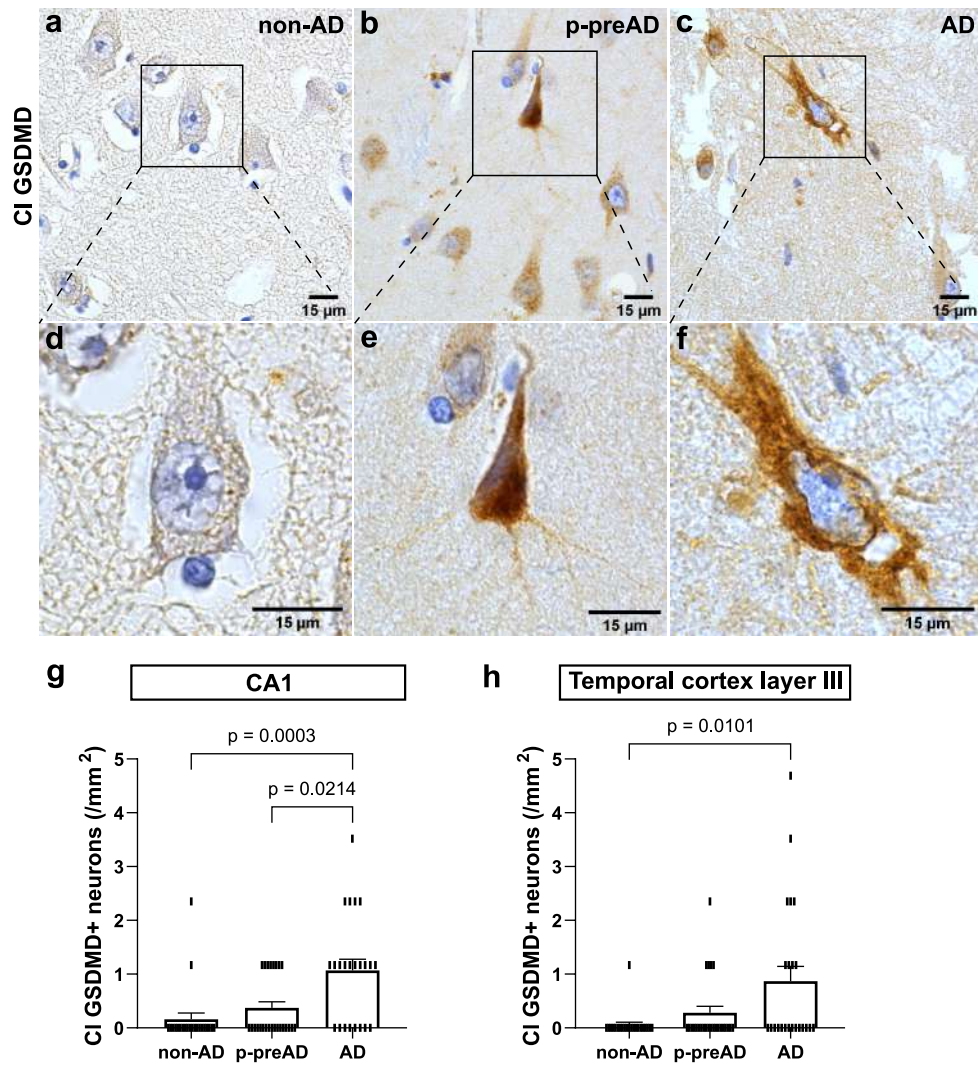 a non-AD
b p-preAD
c AD
Cl GSDMD
15 µm
15 µm
15 µm
d
e
f
15 µm
15 µm
15 µm
g
CA1
h
Temporal cortex layer III
Cl GSDMD+ neurons (/mm²)
5
4
3
2
1
0
p = 0.0003
p = 0.0214
non-AD p-preAD AD
Cl GSDMD+ neurons (/mm²)
5
4
3
2
1
0
p = 0.0101
non-AD p-preAD AD